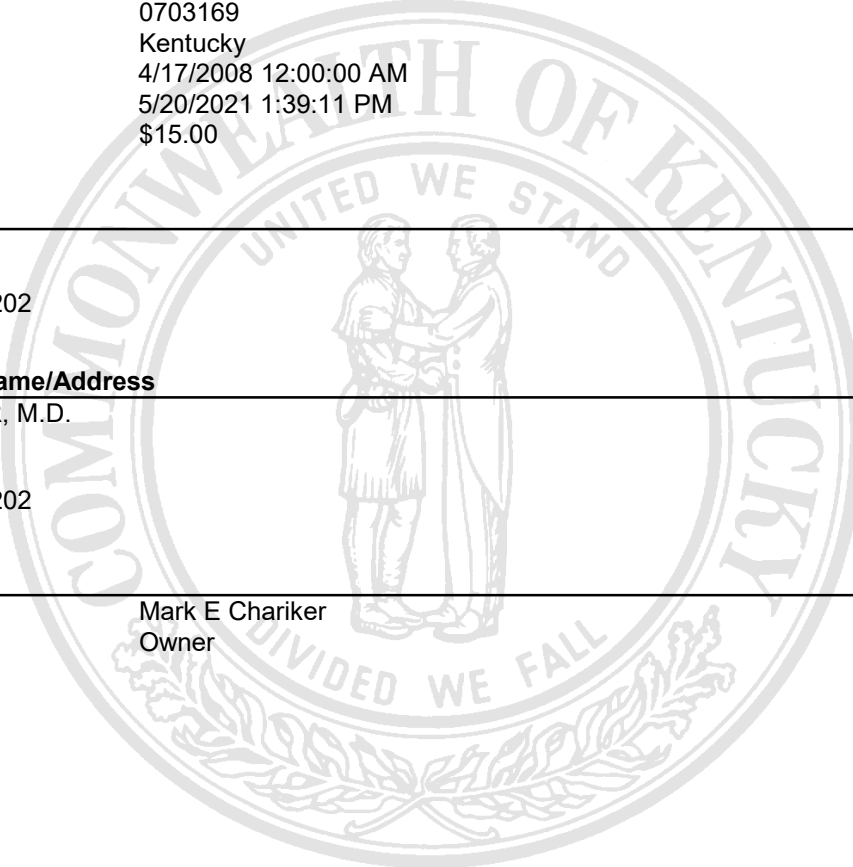 0703169
Kentucky
4/17/2008 12:00:00 AM
5/20/2021 1:39:11 PM
$15.00
COMMONWEALTH OF KENTUCKY
UNITED WE STAND
202
ame/Address
, M.D.
202
Mark E Chariker
Owner
DIVIDED WE FALL